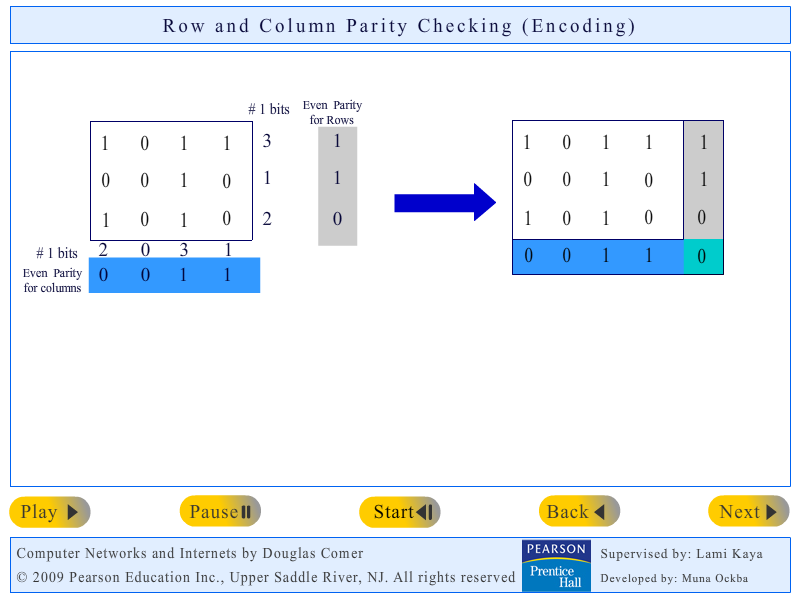 Row and Column Parity Checking (Encoding)
# 1 bits Even Parity
for Rows
1 0 1 1 3 1
0 0 1 0 1 1
1 0 1 0 2 0
# 1 bits 2 0 3 1
Even Parity
for columns
0 0 1 1
1 0 1 1 1
0 0 1 0 1
1 0 1 0 0
0 0 1 1 0
Play Pause Start Back Next
Computer Networks and Internets by Douglas Comer
© 2009 Pearson Education Inc., Upper Saddle River, NJ. All rights reserved
PEARSON
Prentice
Hall
Supervised by: Lami Kaya
Developed by: Muna Ockba